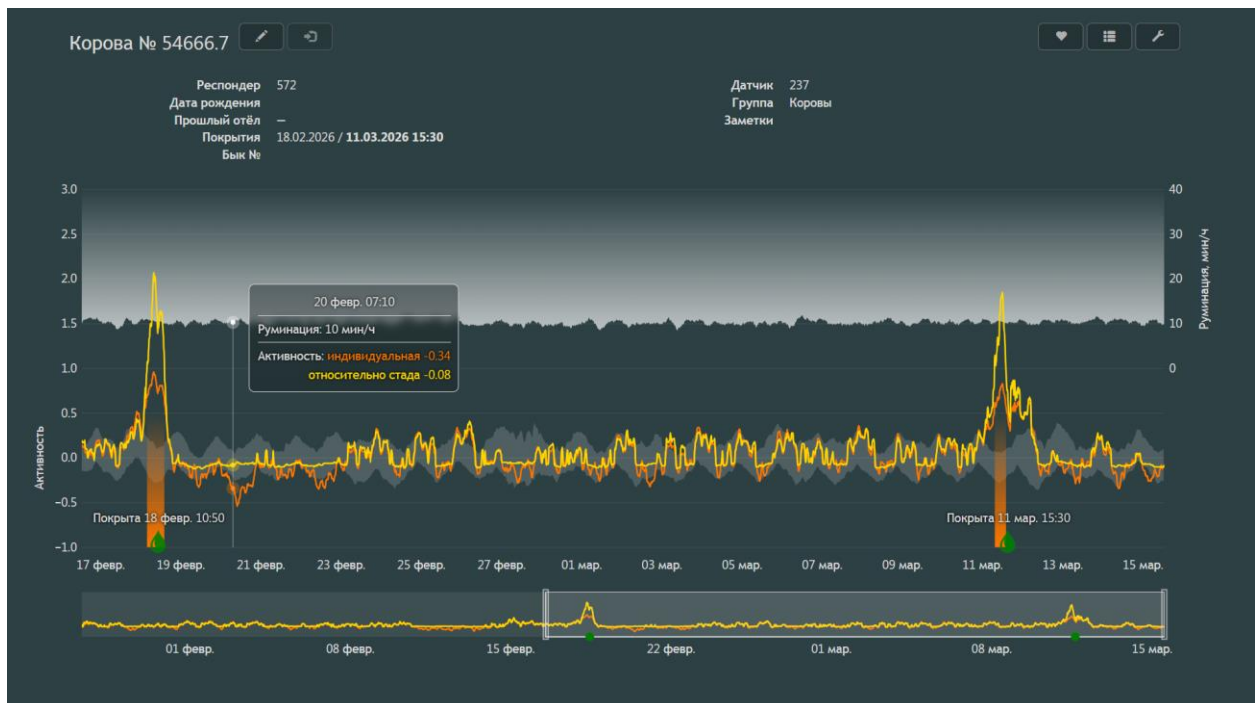 Корова № 54666.7
Респондер 572
Дата рождения
Прошлый отёл —
Покрытия 18.02.2026 / 11.03.2026 15:30
Бык №
Датчик 237
Группа Коровы
Заметки
3.0
2.5
2.0
1.5
1.0
0.5
0.0
−0.5
−1.0
Активность
40
30
20
10
0
Руминация, мин/ч
20 февр. 07:10
Руминация: 10 мин/ч
Активность: индивидуальная -0.34
относительно стада -0.08
Покрыта 18 февр. 10:50
Покрыта 11 мар. 15:30
17 февр. 19 февр. 21 февр. 23 февр. 25 февр. 27 февр. 01 мар. 03 мар. 05 мар. 07 мар. 09 мар. 11 мар. 13 мар. 15 мар.
01 февр. 08 февр. 15 февр. 22 февр. 01 мар. 08 мар. 15 мар.